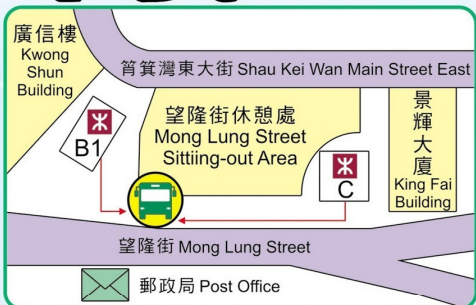 廣信樓
Kwong
Shun
Building
筲箕灣東大街 Shau Kei Wan Main Street East
B1
望隆街休憩處
Mong Lung Street
Sittiing-out Area
C
景輝大廈
King Fai
Building
望隆街 Mong Lung Street
郵政局 Post Office